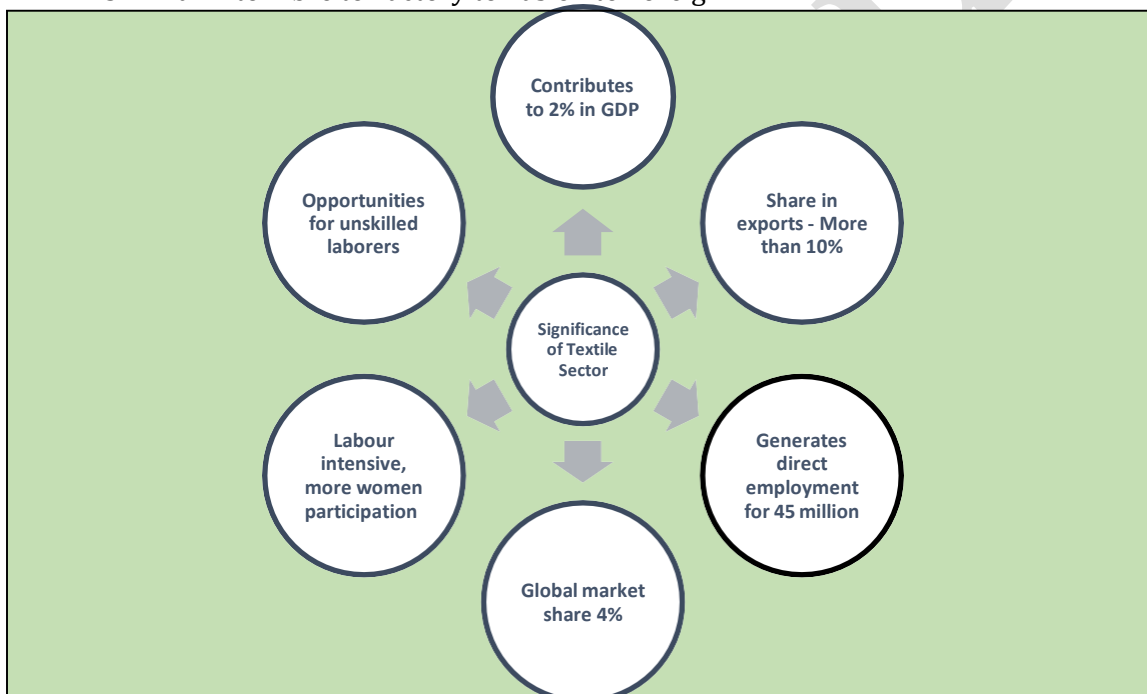 Contributes
to 2% in GDP
Opportunities
for unskilled
laborers
Share in
exports - More
than 10%
Significance
of Textile
Sector
Labour
intensive,
more women
participation
Generates
direct
employment
for 45 million
Global market
share 4%